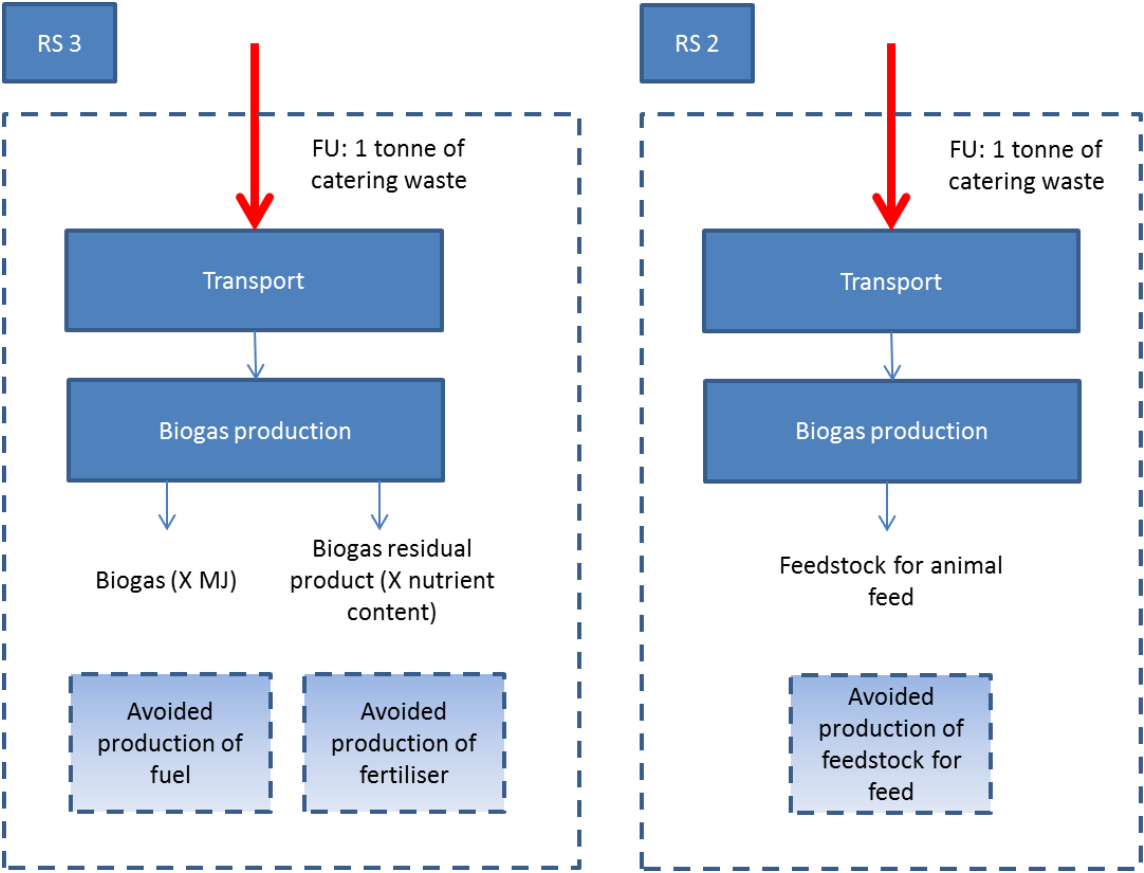 RS 3
FU: 1 tonne of
catering waste
Transport
Biogas production
Biogas (X MJ)
Biogas residual
product (X nutrient
content)
Avoided
production of
fuel
Avoided
production of
fertiliser
RS 2
FU: 1 tonne of
catering waste
Transport
Biogas production
Feedstock for animal
feed
Avoided
production of
feedstock for
feed